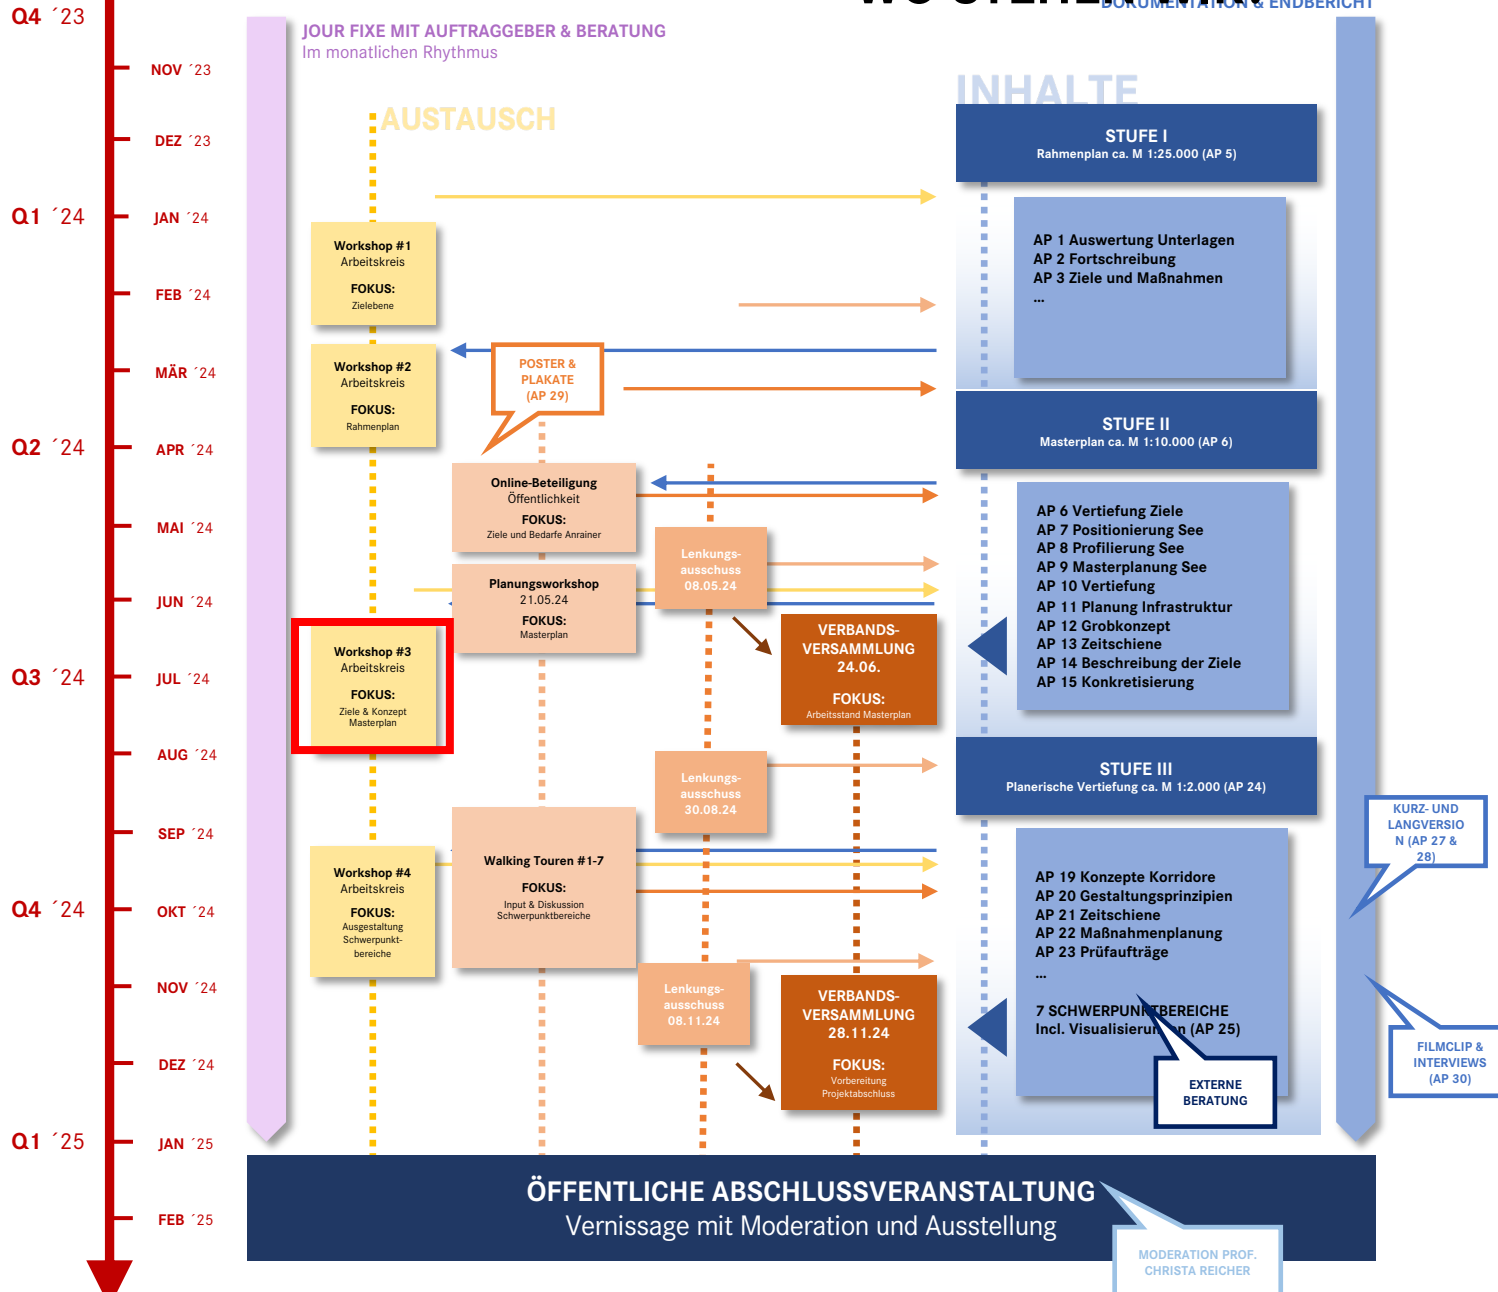 WO STEHEN WIR
DOKUMENTATION & ENDBERICHT
Q4 ´23
NOV ´23
DEZ ´23
Q1 ´24
JAN ´24
FEB ´24
MÄR ´24
Q2 ´24
APR ´24
MAI ´24
JUN ´24
Q3 ´24
JUL ´24
AUG ´24
SEP ´24
Q4 ´24
OKT ´24
NOV ´24
DEZ ´24
Q1 ´25
JAN ´25
FEB ´25
JOUR FIXE MIT AUFTRAGGEBER & BERATUNG
Im monatlichen Rhythmus
AUSTAUSCH
Workshop #1
Arbeitskreis
FOKUS:
Zielebene
Workshop #2
Arbeitskreis
FOKUS:
Rahmenplan
Workshop #3
Arbeitskreis
FOKUS:
Ziele & Konzept
Masterplan
Workshop #4
Arbeitskreis
FOKUS:
Ausgestaltung
Schwerpunkt-
bereiche
POSTER &
PLAKATE
(AP 29)
Online-Beteiligung
Öffentlichkeit
FOKUS:
Ziele und Bedarfe Anrainer
Planungsworkshop
21.05.24
FOKUS:
Masterplan
Walking Touren #1-7
FOKUS:
Input & Diskussion
Schwerpunktbereiche
Lenkungs-
ausschuss
08.05.24
Lenkungs-
ausschuss
30.08.24
Lenkungs-
ausschuss
08.11.24
VERBANDS-
VERSAMMLUNG
24.06.
FOKUS:
Arbeitsstand Masterplan
VERBANDS-
VERSAMMLUNG
28.11.24
FOKUS:
Vorbereitung
Projektabschluss
INHALTE
STUFE I
Rahmenplan ca. M 1:25.000 (AP 5)
AP 1 Auswertung Unterlagen
AP 2 Fortschreibung
AP 3 Ziele und Maßnahmen
...
STUFE II
Masterplan ca. M 1:10.000 (AP 6)
AP 6 Vertiefung Ziele
AP 7 Positionierung See
AP 8 Profilierung See
AP 9 Masterplanung See
AP 10 Vertiefung
AP 11 Planung Infrastruktur
AP 12 Grobkonzept
AP 13 Zeitschiene
AP 14 Beschreibung der Ziele
AP 15 Konkretisierung
STUFE III
Planerische Vertiefung ca. M 1:2.000 (AP 24)
AP 19 Konzepte Korridore
AP 20 Gestaltungsprinzipien
AP 21 Zeitschiene
AP 22 Maßnahmenplanung
AP 23 Prüfaufträge
...
7 SCHWERPUNKTBEREICHE
Incl. Visualisierungen (AP 25)
EXTERNE
BERATUNG
KURZ- UND
LANGVERSIO
N (AP 27 &
28)
FILMCLIP &
INTERVIEWS
(AP 30)
ÖFFENTLICHE ABSCHLUSSVERANSTALTUNG
Vernissage mit Moderation und Ausstellung
MODERATION PROF.
CHRISTA REICHER